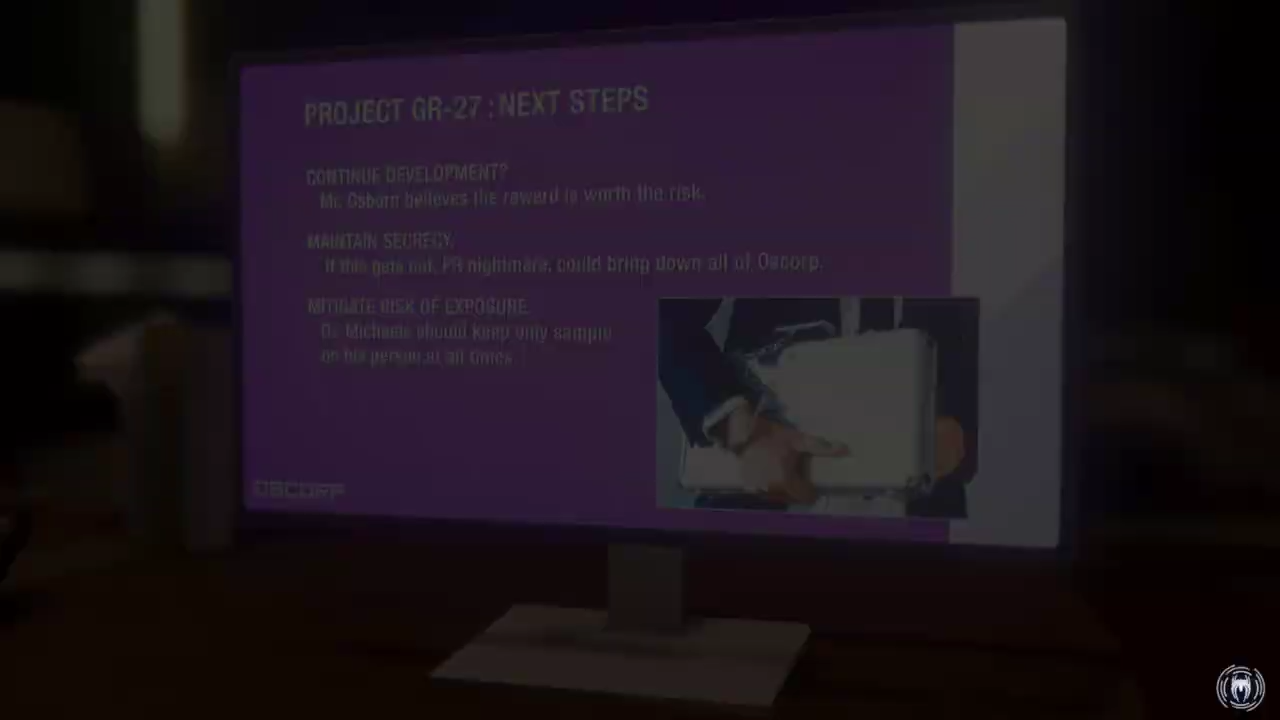 PROJECT GR-27 : NEXT STEPS
CONTINUE DEVELOPMENT?
Mr. Osborn believes the reward is worth the risk.
MAINTAIN SECRECY.
If this gets out, PR nightmare, could bring down all of Oscorp.
MITIGATE RISK OF EXPOSURE.
Dr. Michaels should keep only sample
on his person at all times.
OSCORP